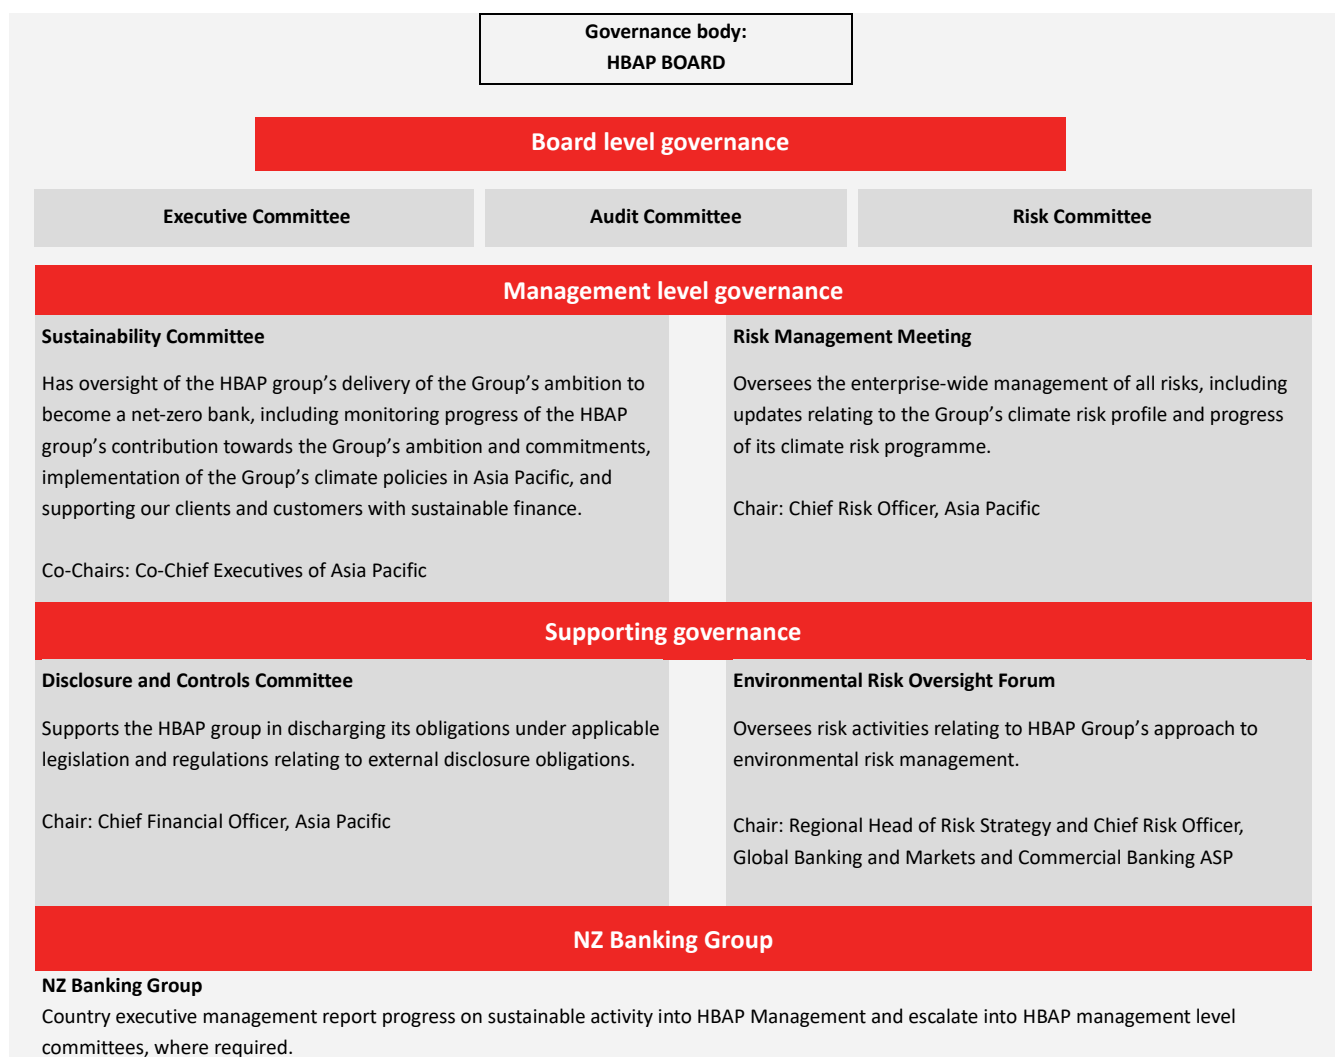 Governance body:
HBAP BOARD
Board level governance
Executive Committee
Audit Committee
Risk Committee
Management level governance
Sustainability Committee
Has oversight of the HBAP group’s delivery of the Group’s ambition to
become a net-zero bank, including monitoring progress of the HBAP
group’s contribution towards the Group’s ambition and commitments,
implementation of the Group’s climate policies in Asia Pacific, and
supporting our clients and customers with sustainable finance.
Co-Chairs: Co-Chief Executives of Asia Pacific
Risk Management Meeting
Oversees the enterprise-wide management of all risks, including
updates relating to the Group’s climate risk profile and progress
of its climate risk programme.
Chair: Chief Risk Officer, Asia Pacific
Supporting governance
Disclosure and Controls Committee
Supports the HBAP group in discharging its obligations under applicable
legislation and regulations relating to external disclosure obligations.
Chair: Chief Financial Officer, Asia Pacific
Environmental Risk Oversight Forum
Oversees risk activities relating to HBAP Group’s approach to
environmental risk management.
Chair: Regional Head of Risk Strategy and Chief Risk Officer,
Global Banking and Markets and Commercial Banking ASP
NZ Banking Group
NZ Banking Group
Country executive management report progress on sustainable activity into HBAP Management and escalate into HBAP management level
committees, where required.